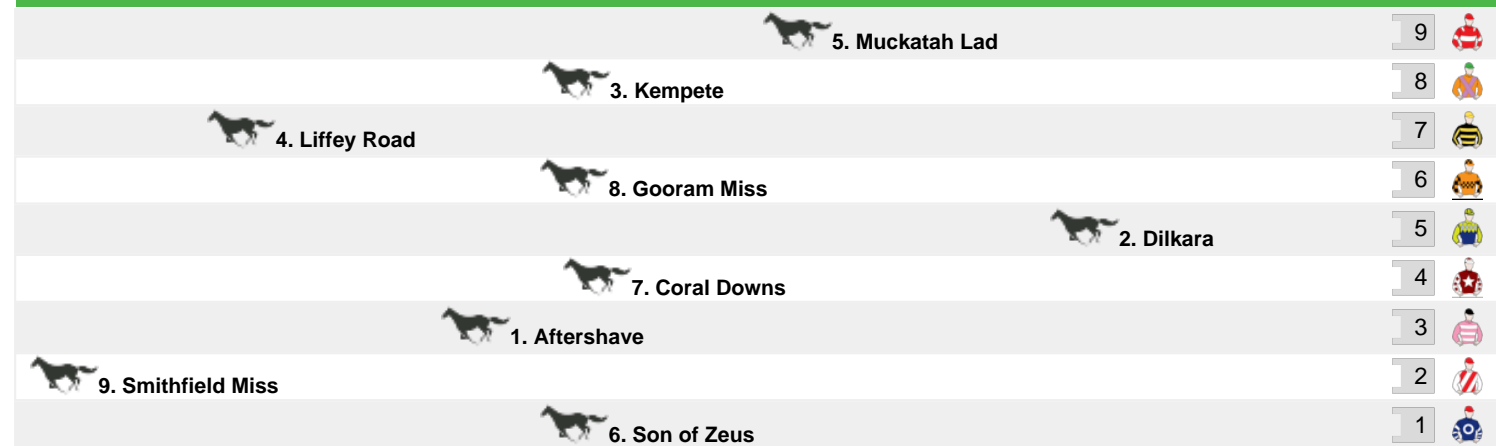 5. Muckatah Lad 9
3. Kempete 8
4. Liffey Road 7
8. Gooram Miss 6
2. Dilkara 5
7. Coral Downs 4
1. Aftershave 3
9. Smithfield Miss 2
6. Son of Zeus 1